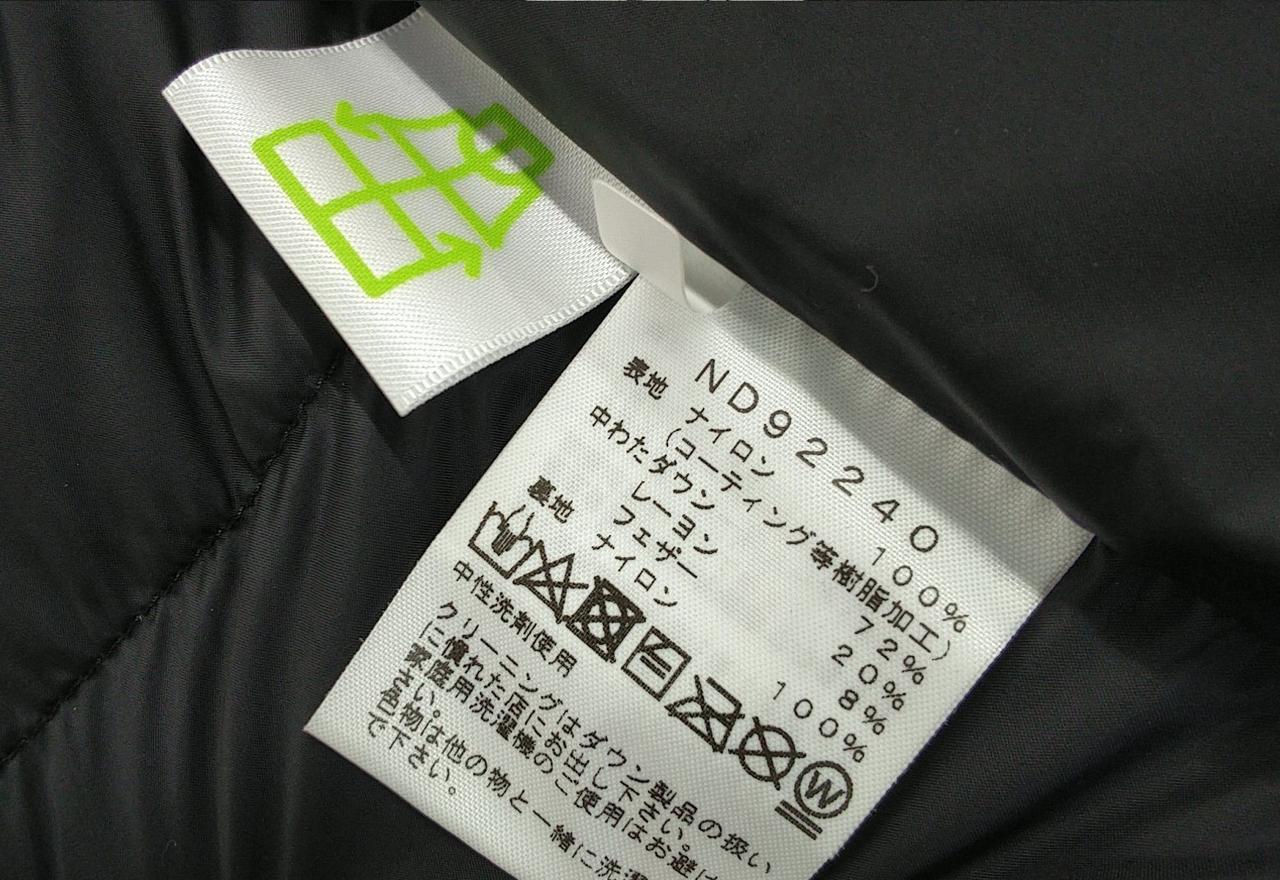 ND92240
表地 ナイロン 100%
(コーティング等樹脂加工)
中わた ダウン 72%
レーヨン 20%
フェザー 8%
裏地 ナイロン 100%
W
中性洗剤使用
クリーニングはダウン製品の扱い
に慣れた店にお出し下さい。
家庭用洗濯機のご使用はお避け
さい。
色物は他の物と一緒に洗濯
で下さい。